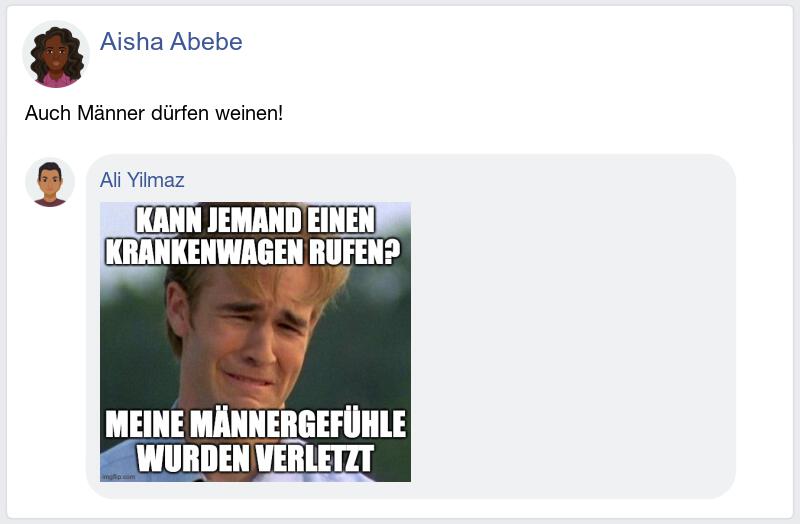 Aisha Abebe
Auch Männer dürfen weinen!
Ali Yilmaz
KANN JEMAND EINEN
KRANKENWAGEN RUFEN?
MEINE MÄNNERGEFÜHLE
WURDEN VERLETZT
imgflip.com